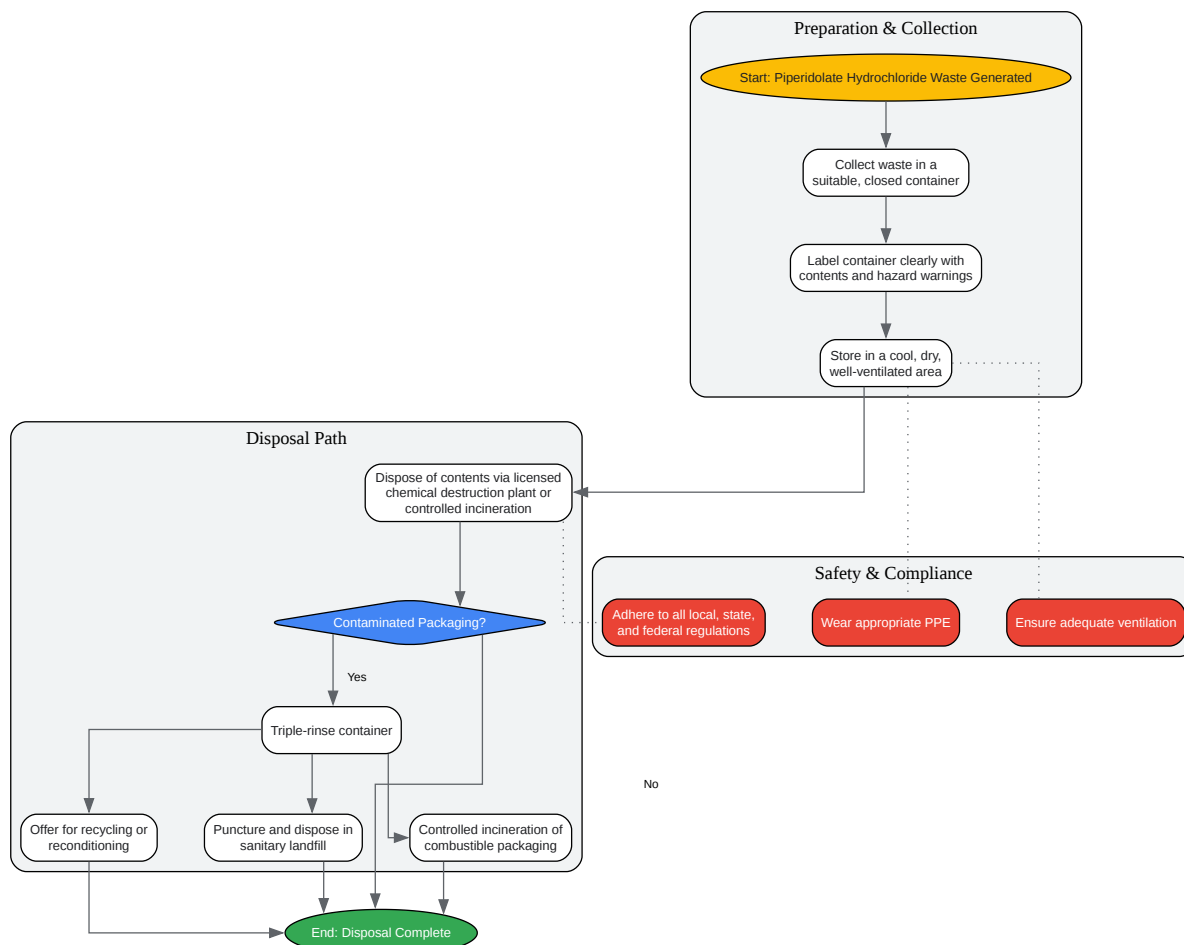 Preparation & Collection
Start: Piperidolate Hydrochloride Waste Generated
Collect waste in a
suitable, closed container
Label container clearly with
contents and hazard warnings
Store in a cool, dry,
well-ventilated area
Disposal Path
Dispose of contents via licensed
chemical destruction plant or
controlled incineration
Safety & Compliance
Adhere to all local, state,
and federal regulations
Wear appropriate PPE
Ensure adequate ventilation
Contaminated Packaging?
Yes
Triple-rinse container
No
Offer for recycling or
reconditioning
Puncture and dispose in
sanitary landfill
Controlled incineration of
combustible packaging
End: Disposal Complete